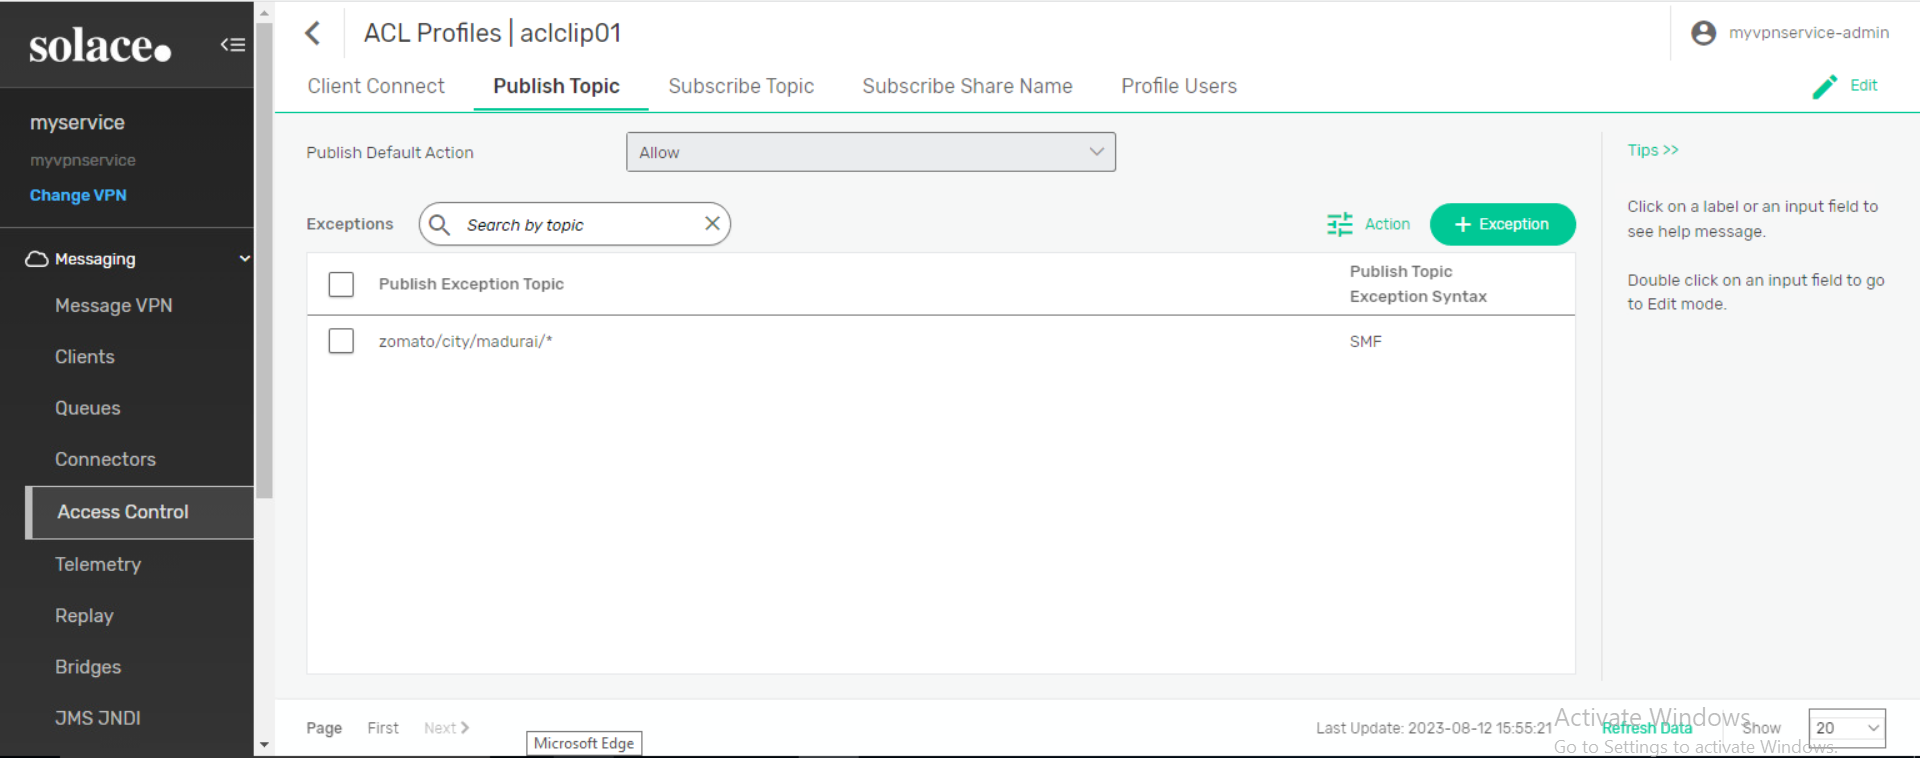 solace
myservice
myvpnservice
Change VPN
Messaging
Message VPN
Clients
Queues
Connectors
Access Control
Telemetry
Replay
Bridges
JMS JNDI
ACL Profiles | aclclip01
myvpnservice-admin
Client Connect Publish Topic Subscribe Topic Subscribe Share Name Profile Users Edit
Publish Default Action Allow
Exceptions Search by topic Action + Exception
Publish Exception Topic Publish Topic Exception Syntax
zomato/city/madurai/* SMF
Tips >>
Click on a label or an input field to
see help message.
Double click on an input field to go
to Edit mode.
Page First Next Last Update: 2023-08-12 15:55:21 Refresh Data Show 20
Microsoft Edge
Activate Windows
Go to Settings to activate Windows.